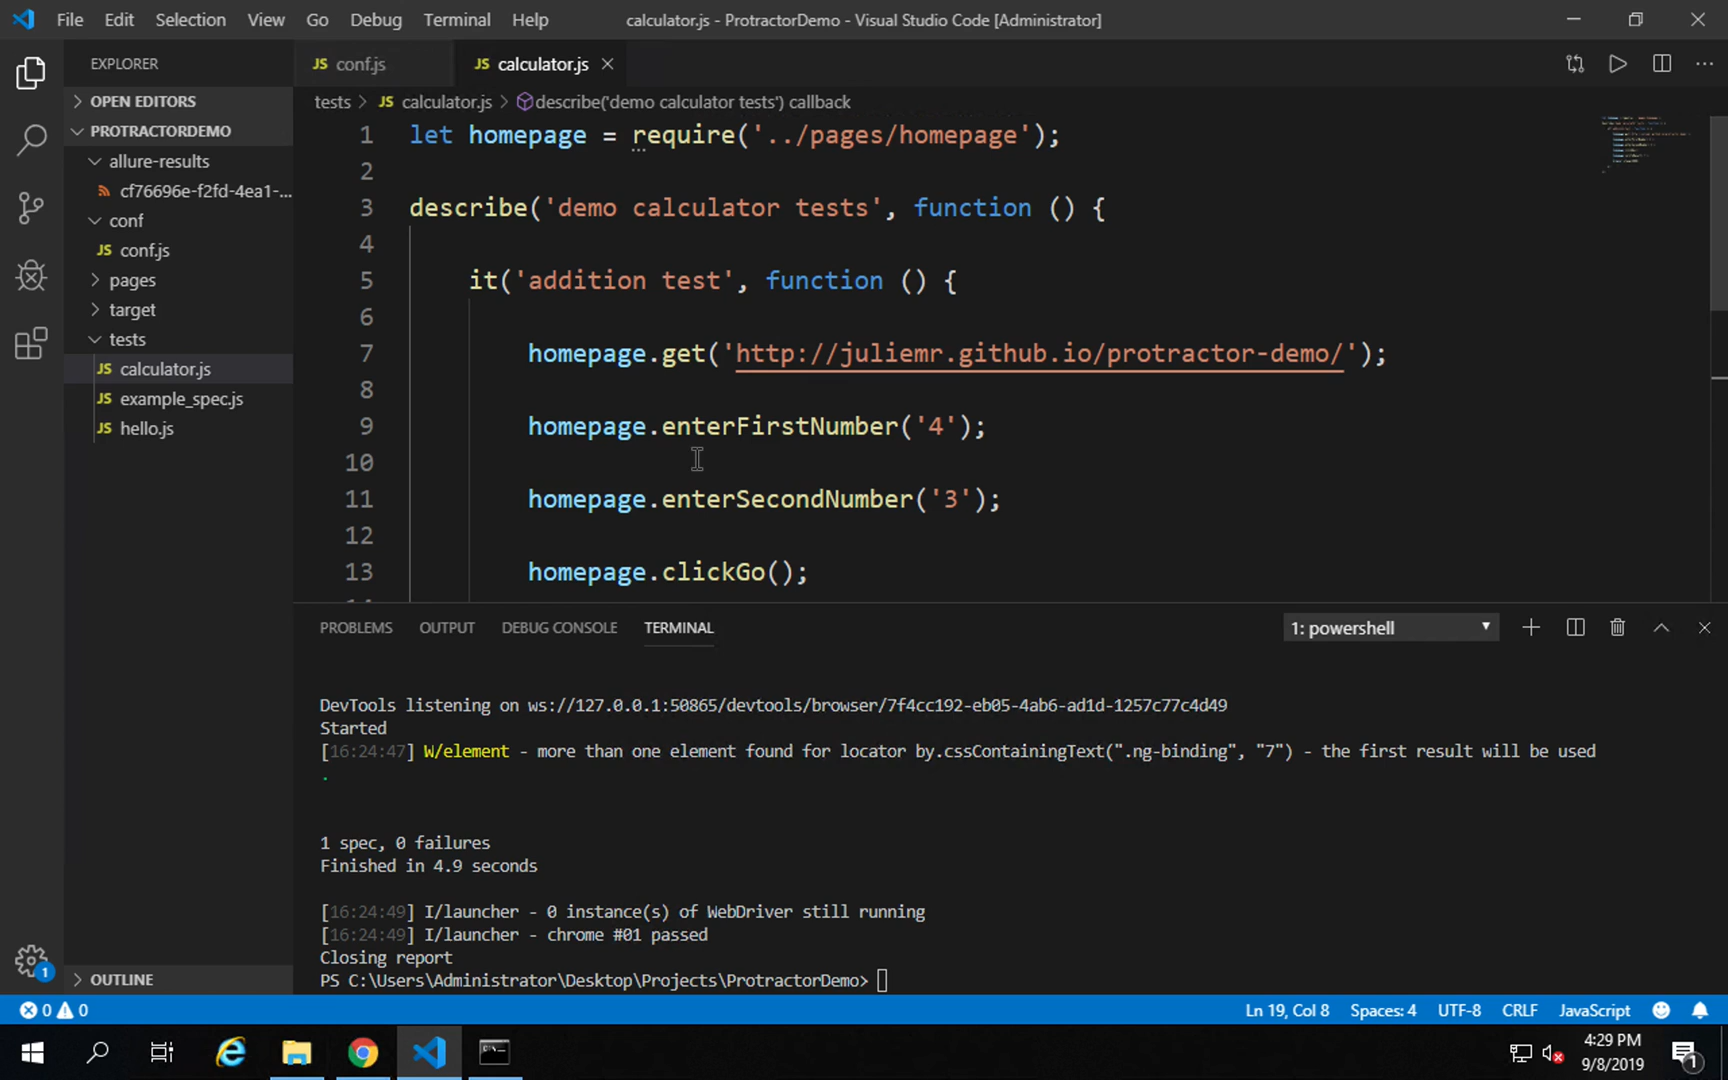 File Edit Selection View Go Debug Terminal Help
calculator.js - ProtractorDemo - Visual Studio Code [Administrator]
EXPLORER
OPEN EDITORS
PROTRACTORDEMO
allure-results
cf76696e-f2fd-4ea1-...
conf
JS conf.js
pages
target
tests
JS calculator.js
JS example_spec.js
JS hello.js
OUTLINE
JS conf.js
JS calculator.js
tests > JS calculator.js > describe('demo calculator tests') callback
1 let homepage = require('../pages/homepage');
2
3 describe('demo calculator tests', function () {
4
5 it('addition test', function () {
6
7 homepage.get('http://juliemr.github.io/protractor-demo/');
8
9 homepage.enterFirstNumber('4');
10
11 homepage.enterSecondNumber('3');
12
13 homepage.clickGo();
PROBLEMS OUTPUT DEBUG CONSOLE TERMINAL
1: powershell
DevTools listening on ws://127.0.0.1:50865/devtools/browser/7f4cc192-eb05-4ab6-ad1d-1257c77c4d49
Started
[16:24:47] W/element - more than one element found for locator by.cssContainingText(".ng-binding", "7") - the first result will be used
.
1 spec, 0 failures
Finished in 4.9 seconds
[16:24:49] I/launcher - 0 instance(s) of WebDriver still running
[16:24:49] I/launcher - chrome #01 passed
Closing report
PS C:\Users\Administrator\Desktop\Projects\ProtractorDemo>
1
0 0
Ln 19, Col 8 Spaces: 4 UTF-8 CRLF JavaScript
4:29 PM
9/8/2019
1